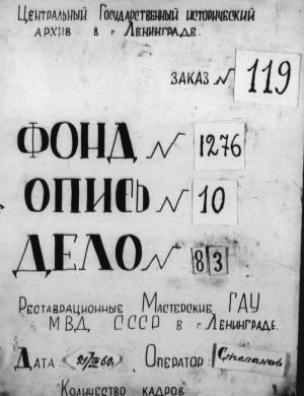 Центральный Государственный исторический
архив в г Ленинграде.
заказ № 119
ФОНД № 1276
ОПИСЬ № 10
ДЕЛО № 83
Реставрационные Мастерские ГАУ
МВД СССР в г. Ленинграде.
Дата Оператор Степанов
Количество кадров